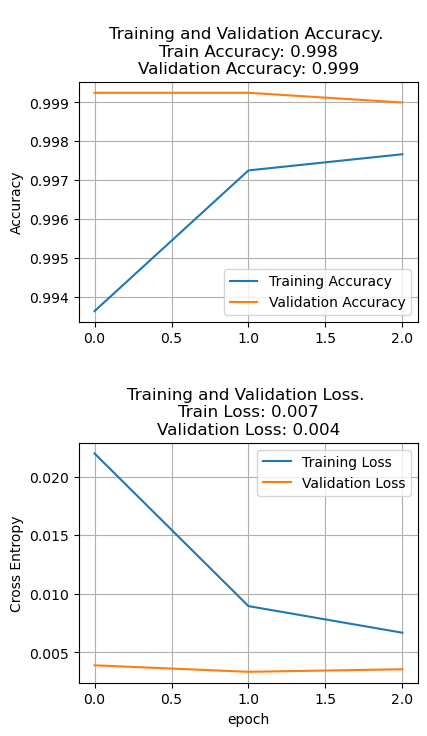 Training and Validation Accuracy.
Train Accuracy: 0.998
Validation Accuracy: 0.999
0.999
0.998
0.997
0.996
0.995
0.994
Accuracy
Training Accuracy
Validation Accuracy
0.0 0.5 1.0 1.5 2.0
Training and Validation Loss.
Train Loss: 0.007
Validation Loss: 0.004
Training Loss
Validation Loss
0.020
0.015
0.010
0.005
Cross Entropy
0.0 0.5 1.0 1.5 2.0
epoch